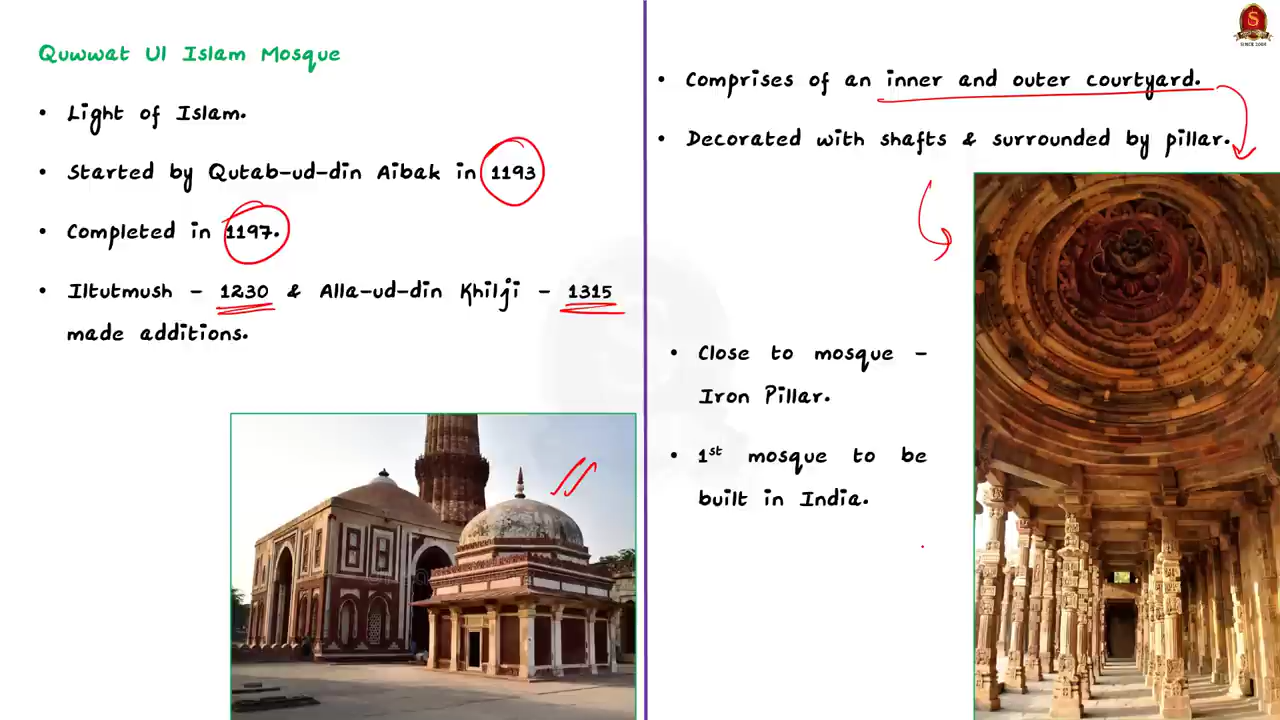 Quwwat Ul Islam Mosque
• Light of Islam.
• Started by Qutab-ud-din Aibak in 1193
• Completed in 1197.
• Iltutmush - 1230 & Alla-ud-din Khilji - 1315
made additions.
• Comprises of an inner and outer courtyard.
• Decorated with shafts & surrounded by pillar.
• Close to mosque -
Iron Pillar.
• 1st mosque to be
built in India.
S
SINCE 2004